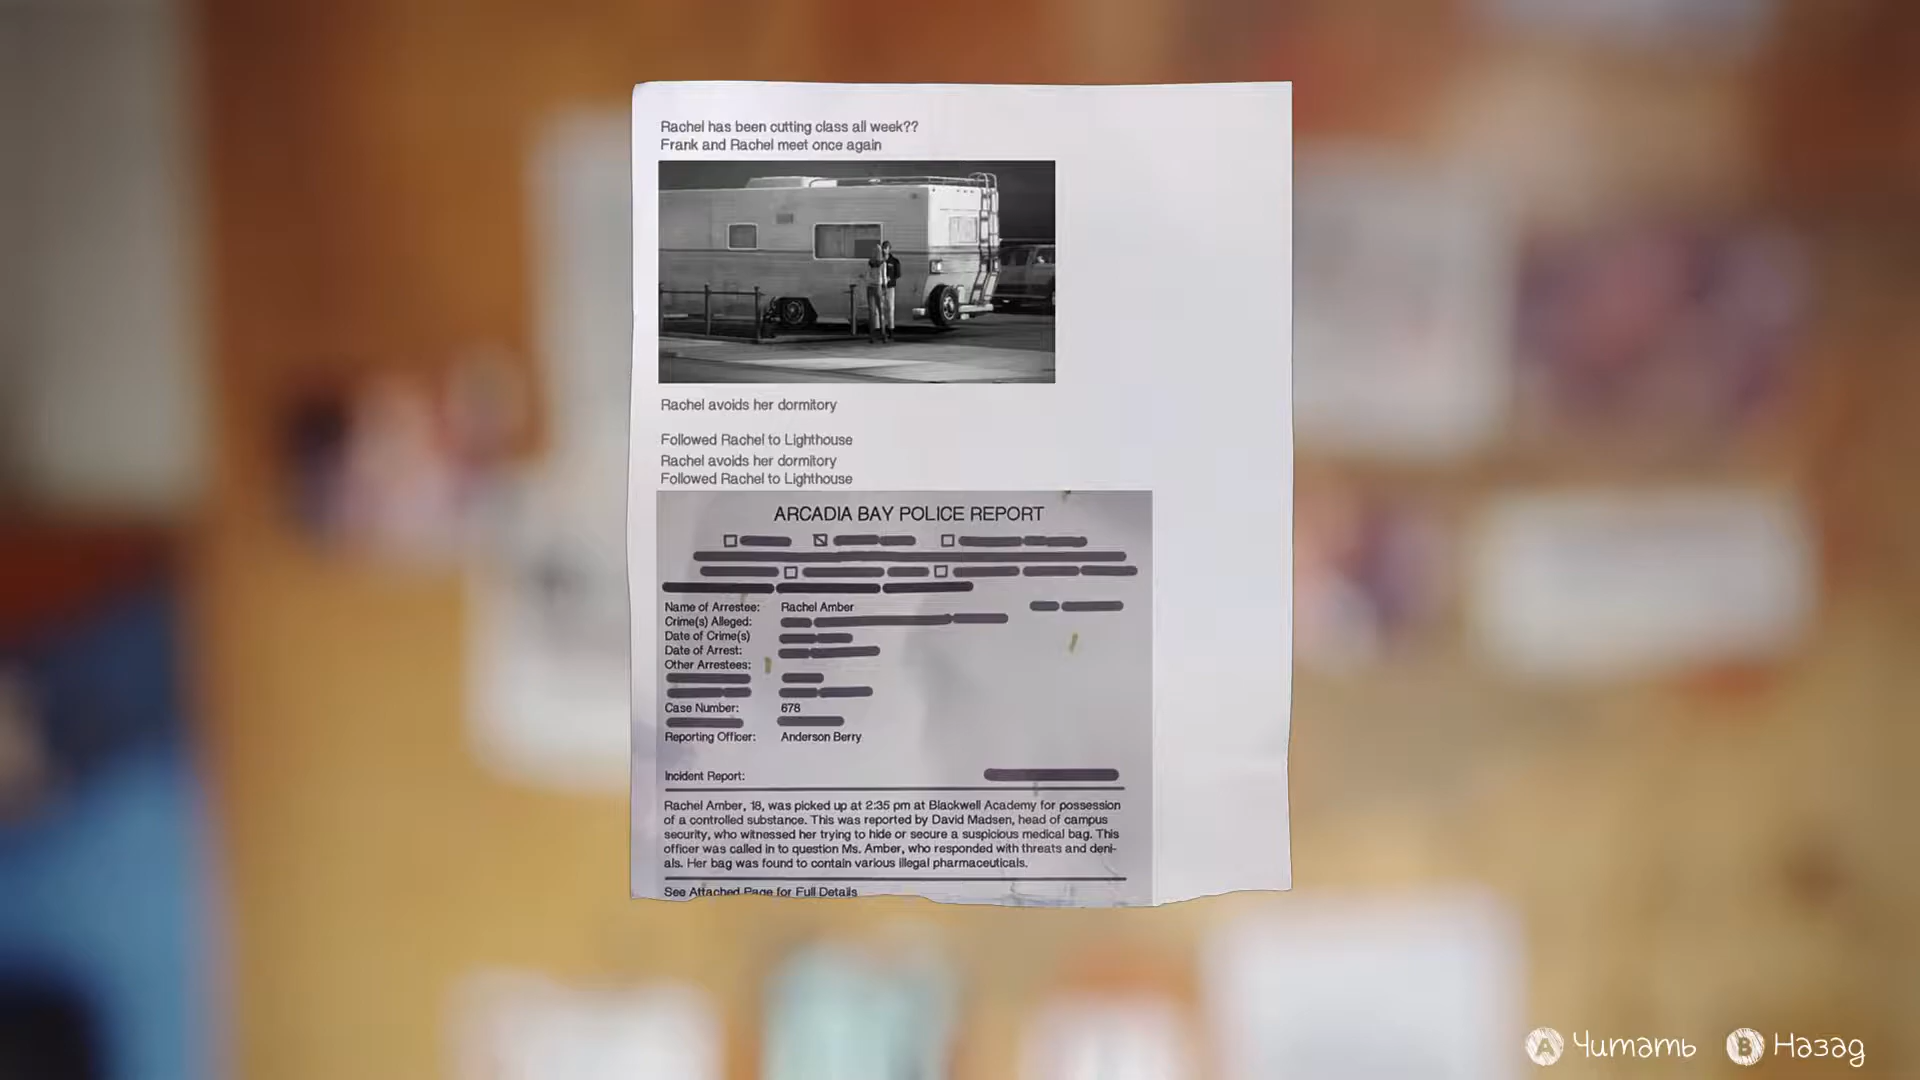 Rachel has been cutting class all week??
Frank and Rachel meet once again
Rachel avoids her dormitory
Followed Rachel to Lighthouse
Rachel avoids her dormitory
Followed Rachel to Lighthouse
ARCADIA BAY POLICE REPORT
Name of Arrestee: Rachel Amber
Crime(s) Alleged:
Date of Crime(s)
Date of Arrest:
Other Arrestees:
Case Number: 678
Reporting Officer: Anderson Berry
Incident Report:
Rachel Amber, 18, was picked up at 2:35 pm at Blackwell Academy for possession
of a controlled substance. This was reported by David Madsen, head of campus
security, who witnessed her trying to hide or secure a suspicious medical bag. This
officer was called in to question Ms. Amber, who responded with threats and deni-
als. Her bag was found to contain various illegal pharmaceuticals.
See Attached Page for Full Details
A Читать B Назад